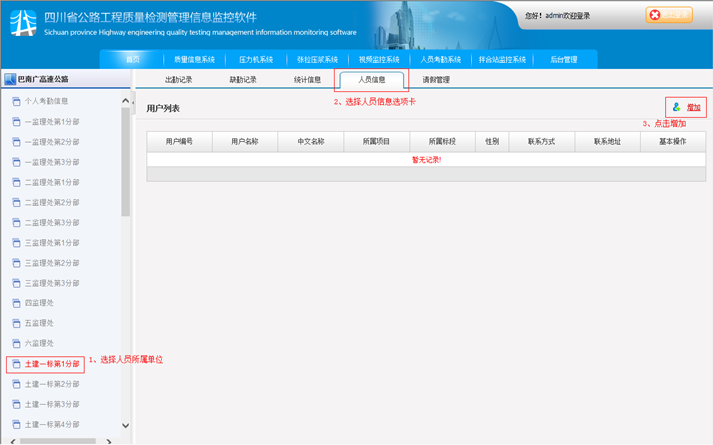 四川省公路工程质量检测管理信息监控软件
Sichuan province Highway engineering quality testing management information monitoring software
您好！admin欢迎登录
首页 质量信息系统 压力机系统 张拉压浆系统 视频监控系统 人员考勤系统 拌合站监控系统 后台管理
巴南广高速公路
出勤记录 缺勤记录 统计信息 人员信息 请假管理
2、选择人员信息选项卡
用户列表
增加
3、点击增加
用户编号 用户名称 中文名称 所属项目 所属标段 性别 联系方式 联系地址 基本操作
暂无记录!
个人考勤信息
一监理处第1分部
一监理处第2分部
一监理处第3分部
二监理处第1分部
二监理处第2分部
二监理处第3分部
三监理处第1分部
三监理处第2分部
三监理处第3分部
四监理处
五监理处
六监理处
土建一标第1分部
1、选择人员所属单位
土建一标第2分部
土建一标第3分部
土建一标第4分部